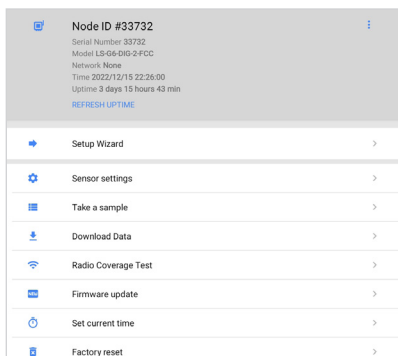 Node ID #33732
Serial Number 33732
Model LS-G6-DIG-2-FCC
Network None
Time 2022/12/15 22:26:00
Uptime 3 days 15 hours 43 min
REFRESH UPTIME
Setup Wizard
Sensor settings
Take a sample
Download Data
Radio Coverage Test
NEW
Firmware update
Set current time
Factory reset